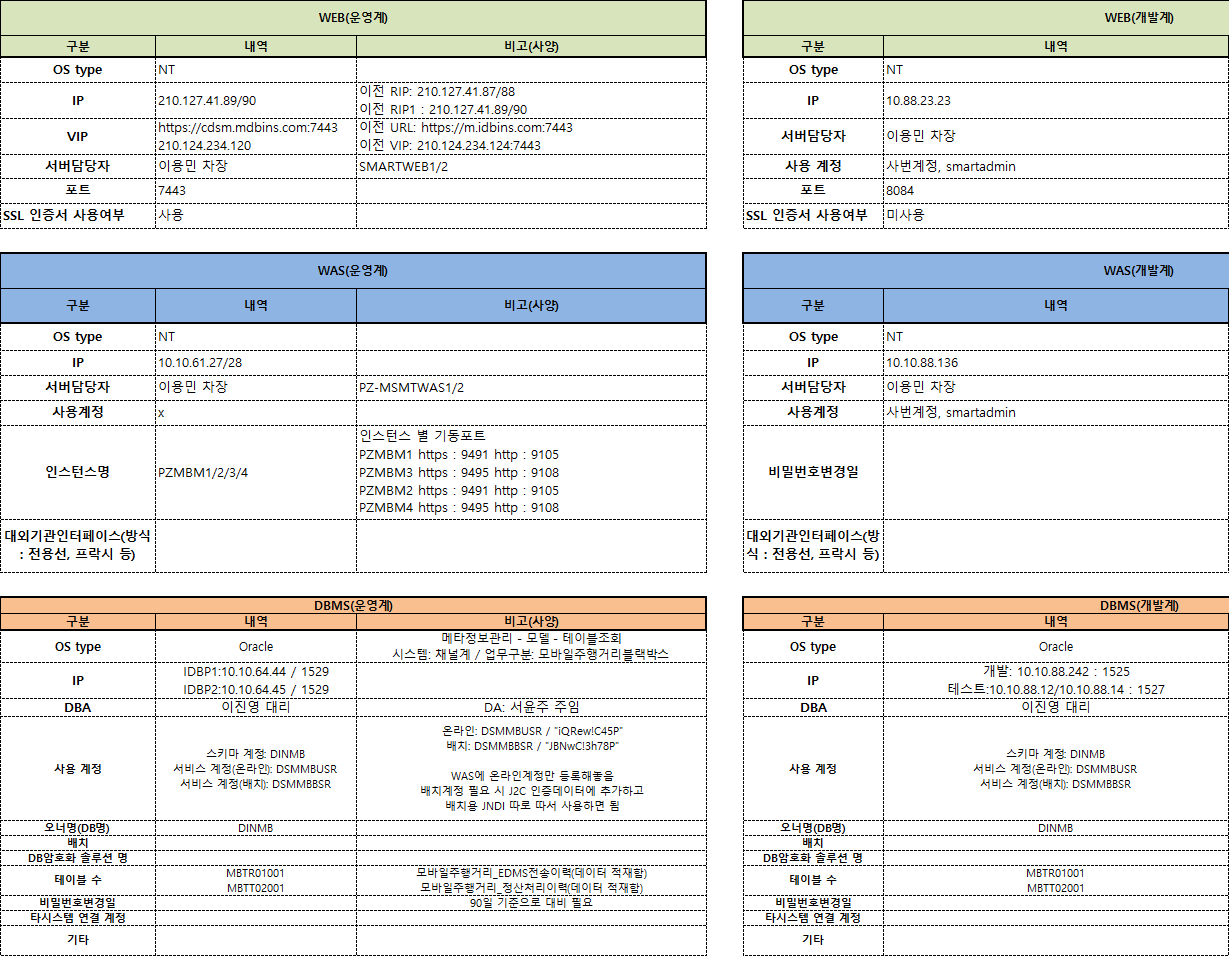 WEB(운영계)
구분 내역 비고(사양)
OS type NT
IP 210.127.41.89/90 이전 RIP: 210.127.41.87/88
이전 RIP1 : 210.127.41.89/90
VIP https://cdsm.mdbins.com:7443 이전 URL: https://m.idbins.com:7443
210.124.234.120 이전 VIP: 210.124.234.124:7443
서버담당자 이용민 차장 SMARTWEB1/2
포트 7443
SSL 인증서 사용여부 사용
WEB(개발계)
구분 내역
OS type NT
IP 10.88.23.23
서버담당자 이용민 차장
사용 계정 사번계정, smartadmin
포트 8084
SSL 인증서 사용여부 미사용
WAS(운영계)
구분 내역 비고(사양)
OS type NT
IP 10.10.61.27/28
서버담당자 이용민 차장 PZ-MSMTWAS1/2
사용계정 x
인스턴스명 PZMBM1/2/3/4
인스턴스 별 기동포트
PZMBM1 https : 9491 http : 9105
PZMBM3 https : 9495 http : 9108
PZMBM2 https : 9491 http : 9105
PZMBM4 https : 9495 http : 9108
대외기관인터페이스(방식
: 전용선, 프락시 등)
WAS(개발계)
구분 내역
OS type NT
IP 10.10.88.136
서버담당자 이용민 차장
사용계정 사번계정, smartadmin
비밀번호변경일
대외기관인터페이스(방
식 : 전용선, 프락시 등)
DBMS(운영계)
구분 내역 비고(사양)
OS type Oracle 메타정보관리 - 모델 - 테이블조회
시스템: 채널계 / 업무구분: 모바일주행거리블랙박스
IP IDBP1:10.10.64.44 / 1529
IDBP2:10.10.64.45 / 1529
DBA 이진영 대리 DA: 서윤주 주임
사용 계정
스키마 계정: DINMB
서비스 계정(온라인): DSMMBUSR
서비스 계정(배치): DSMMBBSR
온라인: DSMMBUSR / "iQRew!C45P"
배치: DSMMBBSR / "JBNwC!3h78P"
WAS에 온라인계정만 등록해놓음
배치계정 필요 시 J2C 인증데이터에 추가하고
배치용 JNDI 따로 따서 사용하면 됨
오너명(DB명) DINMB
배치
DB암호화 솔루션 명
테이블 수 MBTR01001 모바일주행거리_EDMS전송이력(데이터 적재함)
MBTT02001 모바일주행거리_정산처리이력(데이터 적재함)
비밀번호변경일 90일 기준으로 대비 필요
타시스템 연결 계정
기타
DBMS(개발계)
구분 내역
OS type Oracle
IP 개발: 10.10.88.242 : 1525
테스트:10.10.88.12/10.10.88.14 : 1527
DBA 이진영 대리
사용 계정
스키마 계정: DINMB
서비스 계정(온라인): DSMMBUSR
서비스 계정(배치): DSMMBBSR
오너명(DB명) DINMB
배치
DB암호화 솔루션 명
테이블 수 MBTR01001
MBTT02001
비밀번호변경일
타시스템 연결 계정
기타